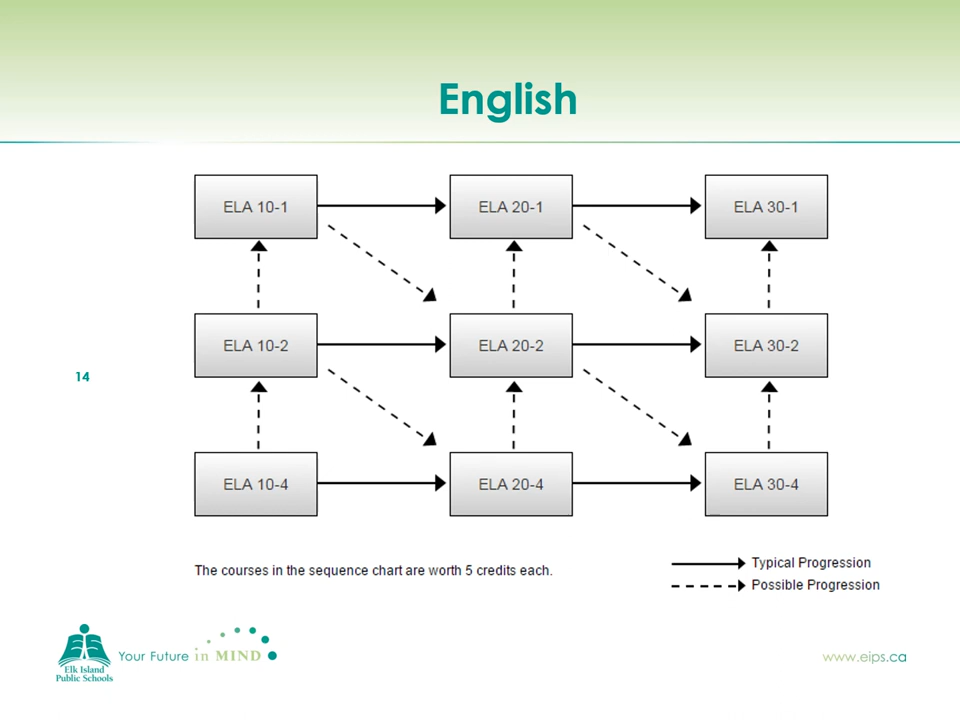 English
ELA 10-1
ELA 20-1
ELA 30-1
ELA 10-2
ELA 20-2
ELA 30-2
14
ELA 10-4
ELA 20-4
ELA 30-4
The courses in the sequence chart are worth 5 credits each.
Typical Progression
Possible Progression
Elk Island
Public Schools
Your Future in MIND
www.eips.ca